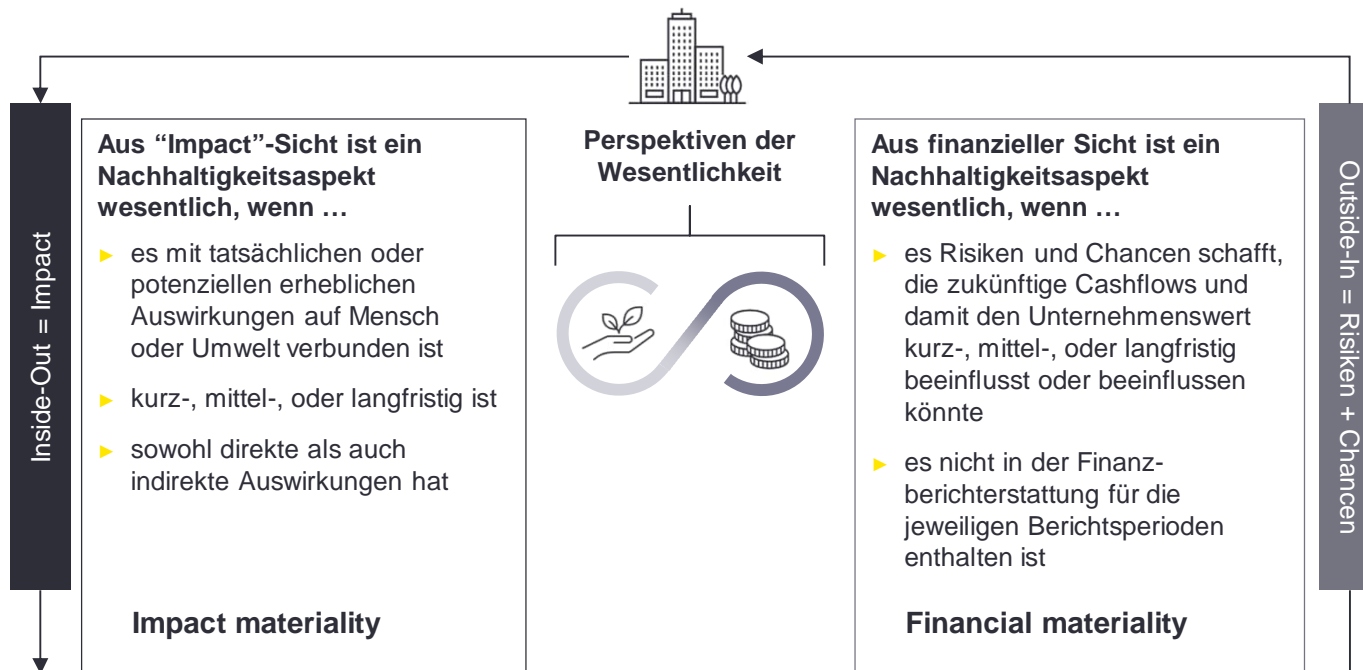 Perspektiven der
Wesentlichkeit
Inside-Out = Impact
Aus “Impact”-Sicht ist ein
Nachhaltigkeitsaspekt
wesentlich, wenn …
► es mit tatsächlichen oder
potenziellen erheblichen
Auswirkungen auf Mensch
oder Umwelt verbunden ist
► kurz-, mittel-, oder langfristig ist
► sowohl direkte als auch
indirekte Auswirkungen hat
Impact materiality
Aus finanzieller Sicht ist ein
Nachhaltigkeitsaspekt
wesentlich, wenn …
► es Risiken und Chancen schafft,
die zukünftige Cashflows und
damit den Unternehmenswert
kurz-, mittel-, oder langfristig
beeinflusst oder beeinflussen
könnte
► es nicht in der Finanz-
berichterstattung für die
jeweiligen Berichtsperioden
enthalten ist
Financial materiality
Outside-In = Risiken + Chancen